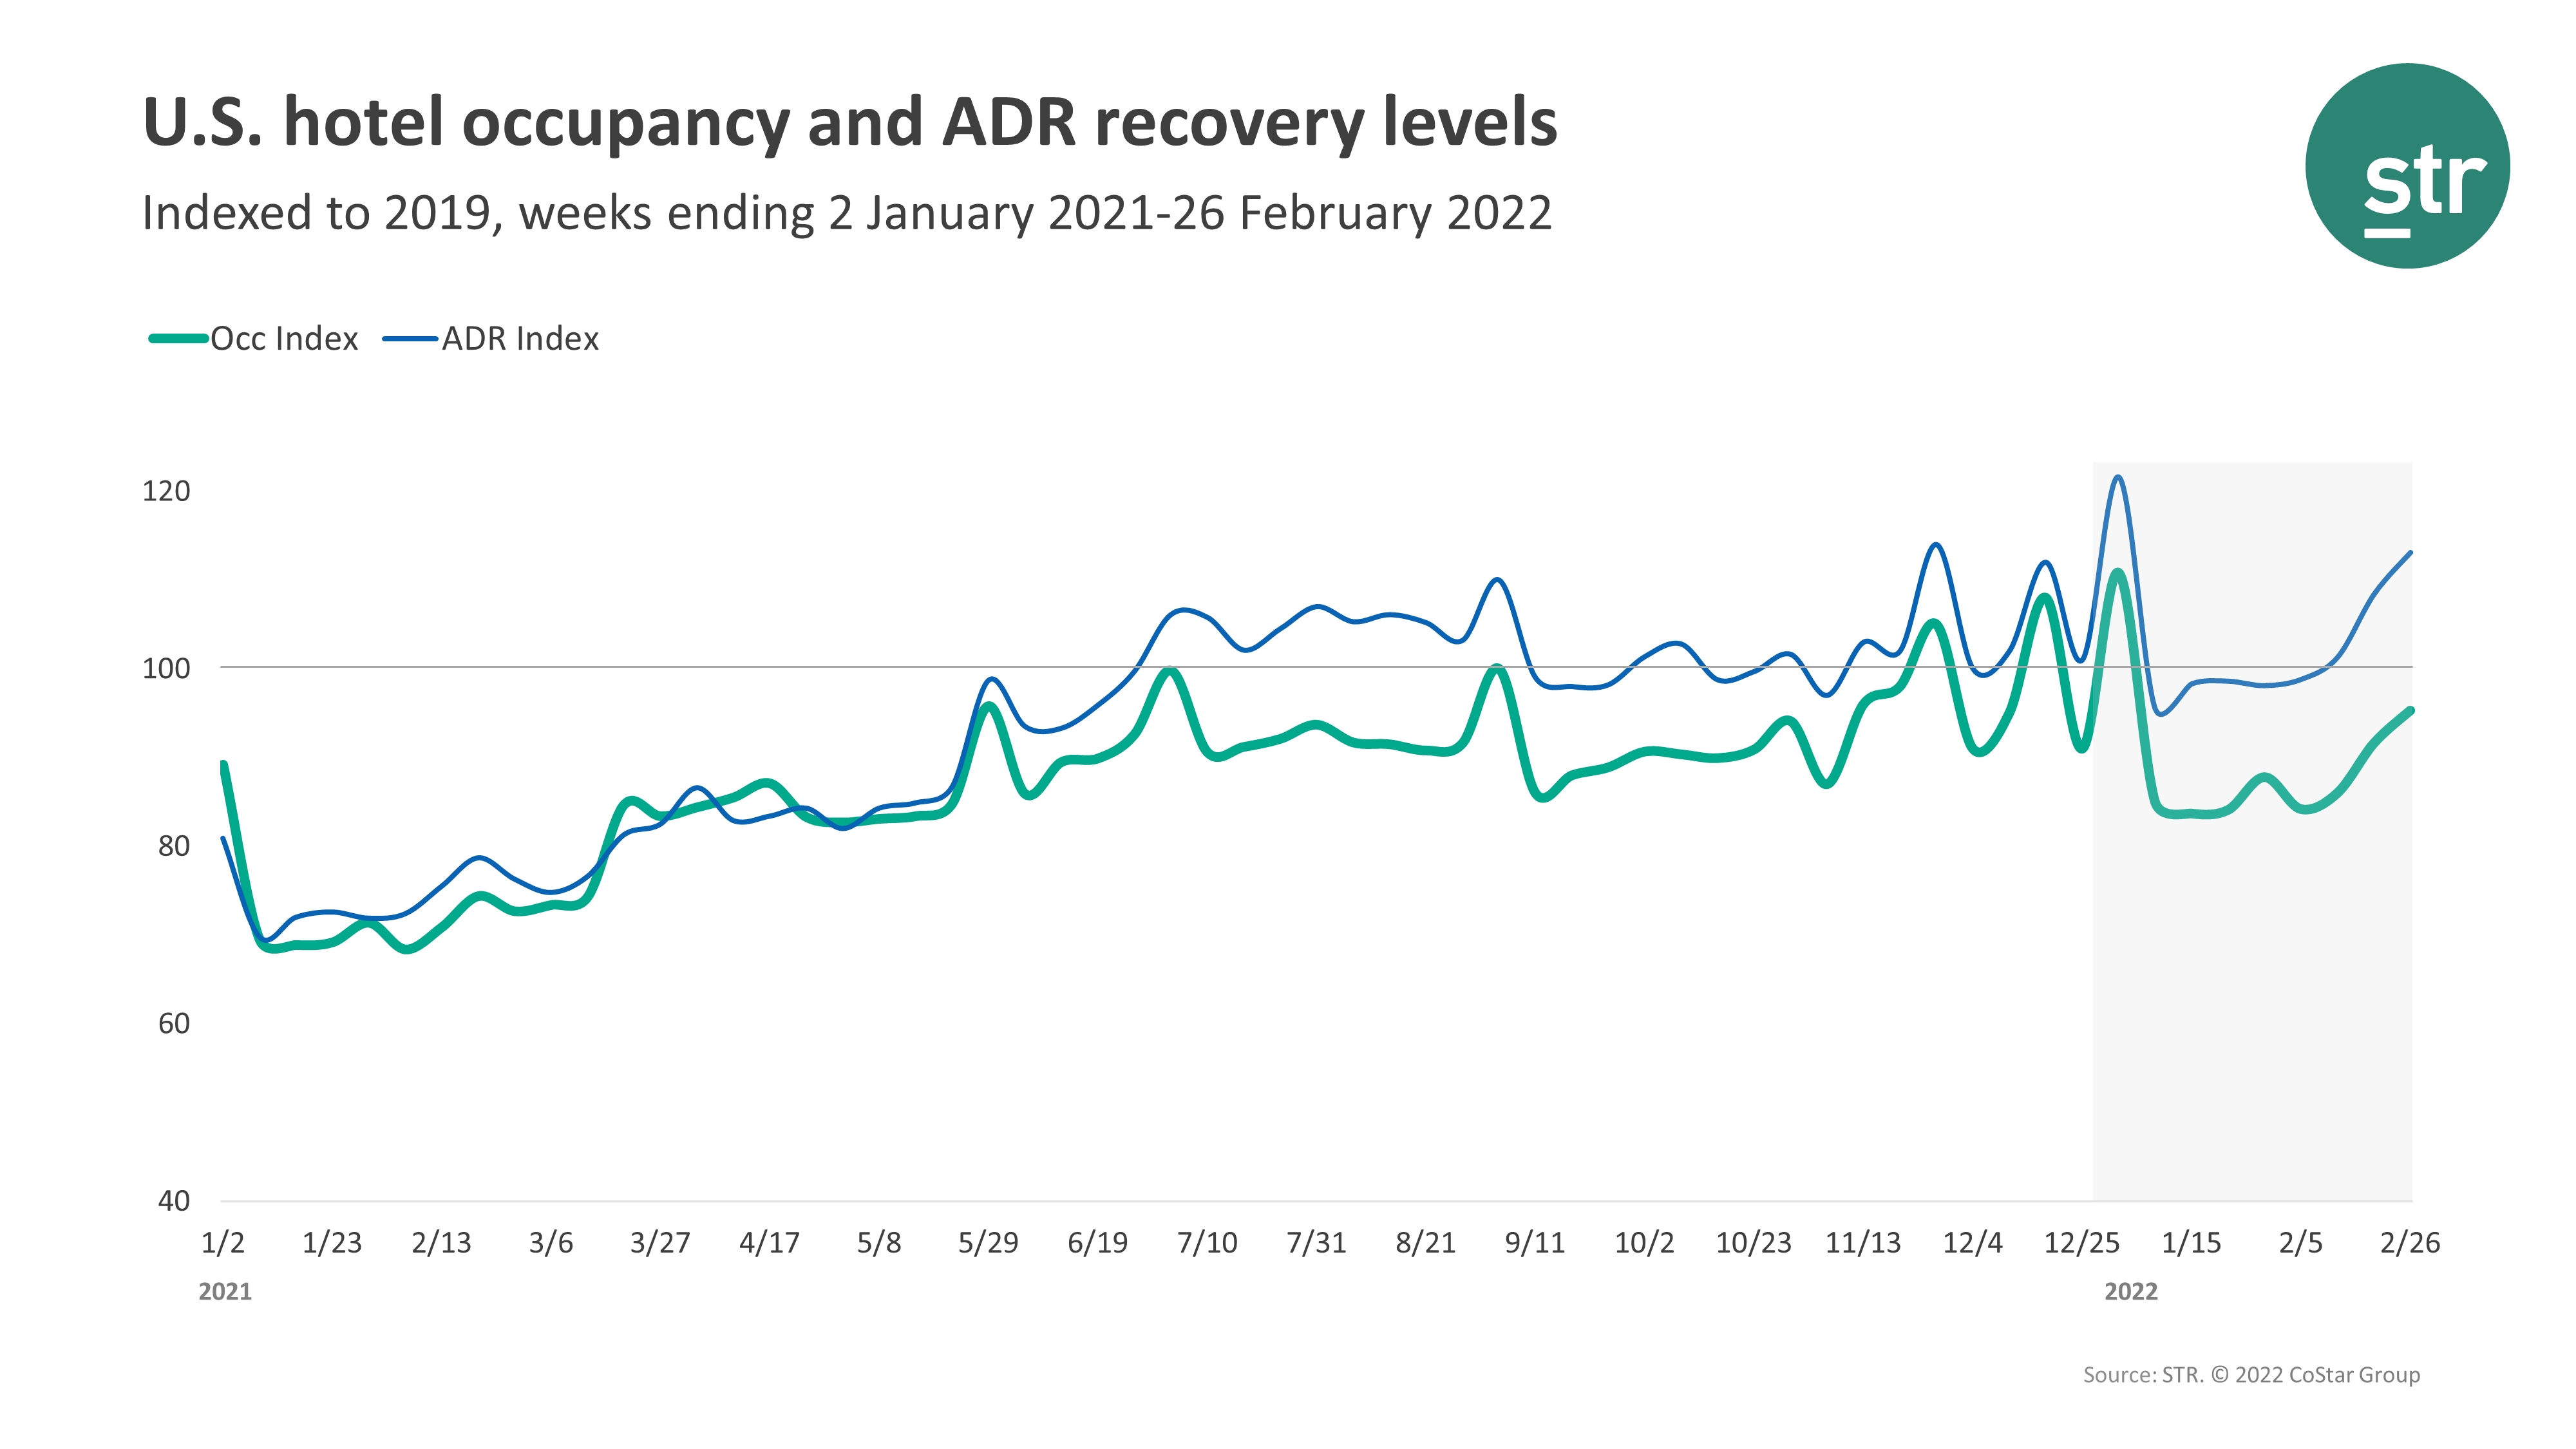 U.S. hotel occupancy and ADR recovery levels
Indexed to 2019, weeks ending 2 January 2021-26 February 2022
str
Occ Index ADR Index
120
100
80
60
40
1/2 1/23 2/13 3/6 3/27 4/17 5/8 5/29 6/19 7/10 7/31 8/21 9/11 10/2 10/23 11/13 12/4 12/25 1/15 2/5 2/26
2021 2022
Source: STR. © 2022 CoStar Group